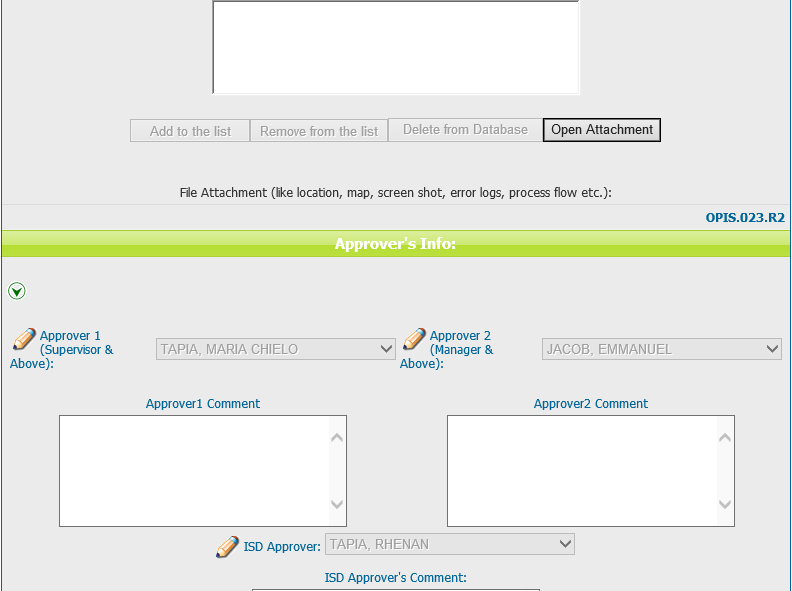 Add to the list Remove from the list Delete from Database Open Attachment
File Attachment (like location, map, screen shot, error logs, process flow etc.):
OPIS.023.R2
Approver's Info:
Approver 1
(Supervisor &
Above):
TAPIA, MARIA CHIELO
Approver 2
(Manager &
Above):
JACOB, EMMANUEL
Approver1 Comment
Approver2 Comment
ISD Approver: TAPIA, RHENAN
ISD Approver's Comment: